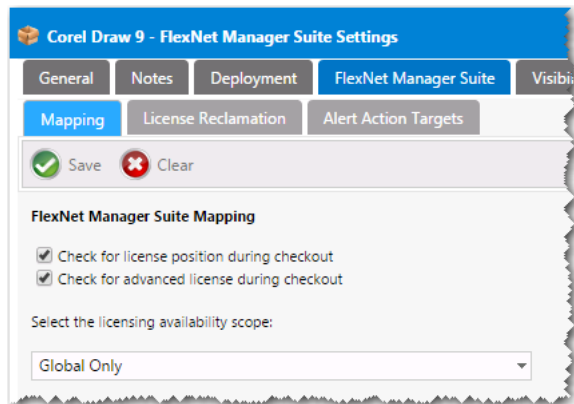 Corel Draw 9 - FlexNet Manager Suite Settings
General Notes Deployment FlexNet Manager Suite
Mapping License Reclamation Alert Action Targets
Save Clear
FlexNet Manager Suite Mapping
Check for license position during checkout
Check for advanced license during checkout
Select the licensing availability scope:
Global Only